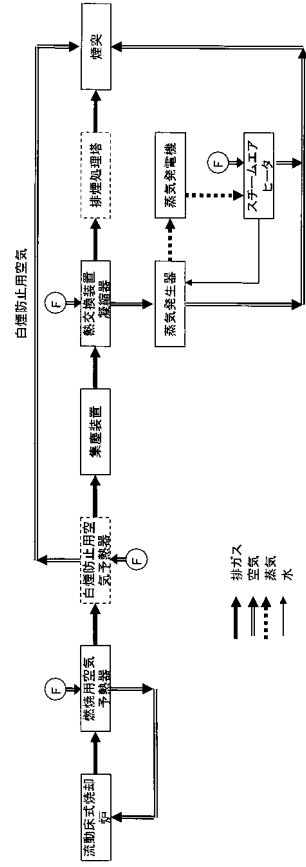 白煙防止用空気
流動床式焼却
炉
F
燃焼用空気
予熱器
白煙防止用空
気予熱器
F
集塵装置
F
熱交換装置
凝縮器
排煙処理塔
煙突
蒸気発生器
蒸気発電機
F
スチームエア
ヒータ
排ガス
空気
蒸気
水